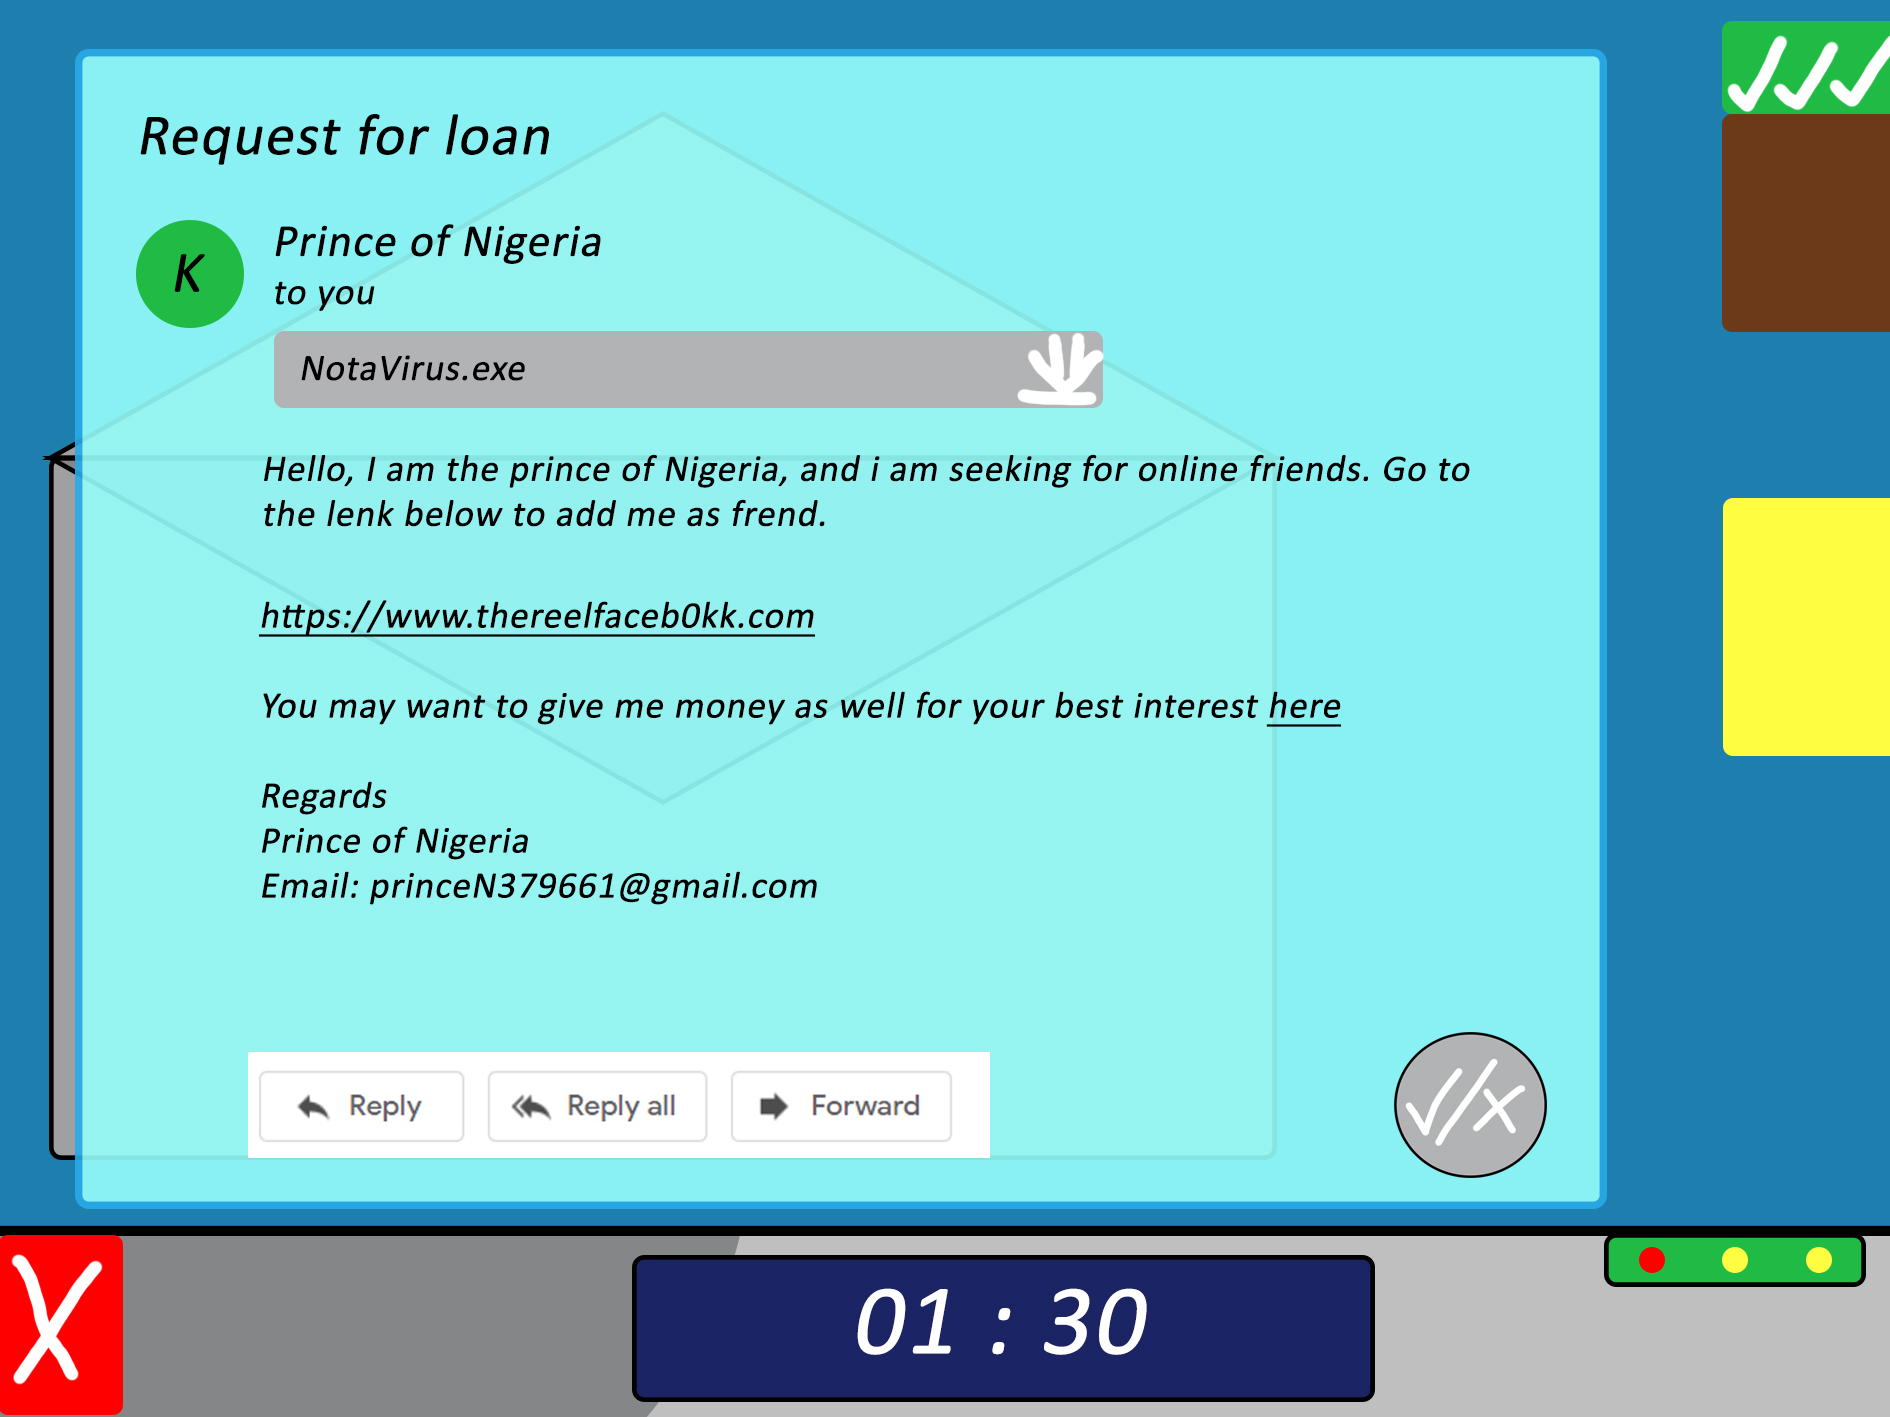 Request for loan
K
Prince of Nigeria
to you
NotaVirus.exe
Hello, I am the prince of Nigeria, and i am seeking for online friends. Go to
the lenk below to add me as frend.
https://www.thereelfaceb0kk.com
You may want to give me money as well for your best interest here
Regards
Prince of Nigeria
Email: princeN379661@gmail.com
Reply
Reply all
Forward
01 : 30